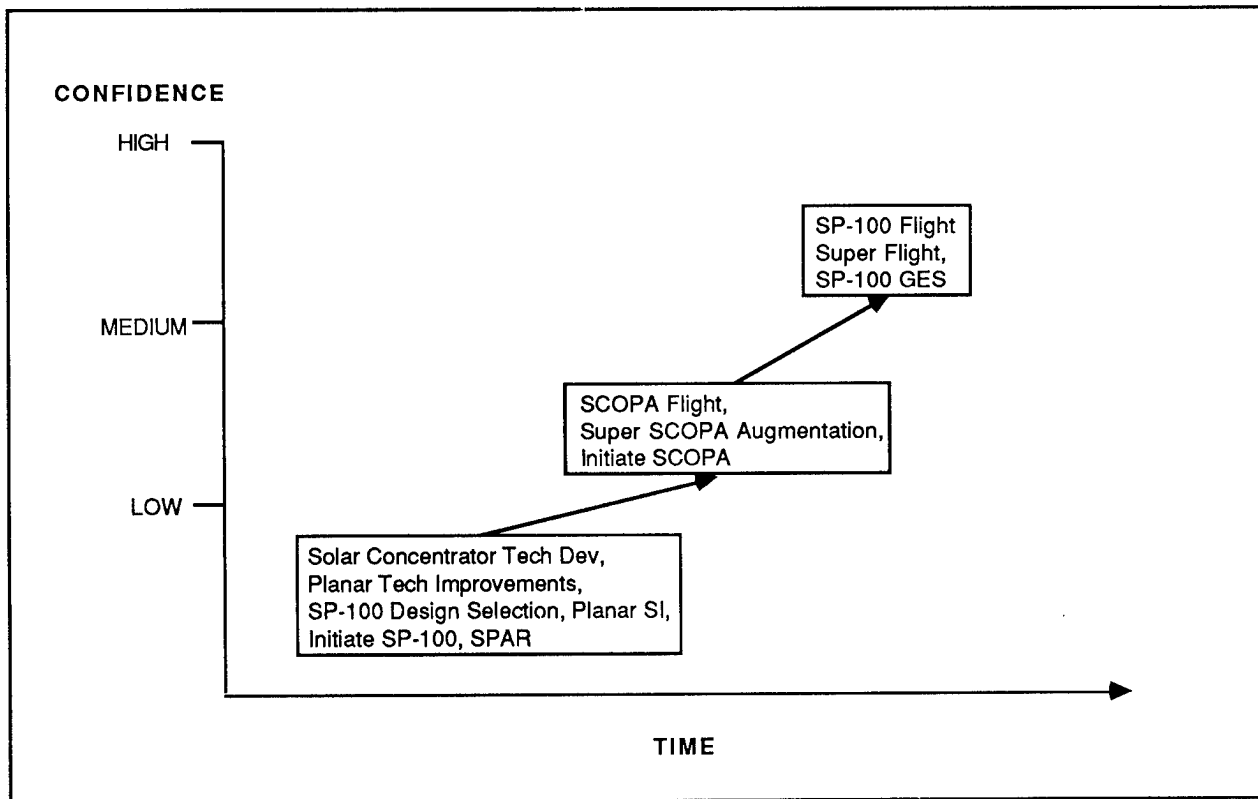 CONFIDENCE
HIGH
SP-100 Flight
Super Flight,
SP-100 GES
MEDIUM
SCOPA Flight,
Super SCOPA Augmentation,
Initiate SCOPA
LOW
Solar Concentrator Tech Dev,
Planar Tech Improvements,
SP-100 Design Selection, Planar SI,
Initiate SP-100, SPAR
TIME